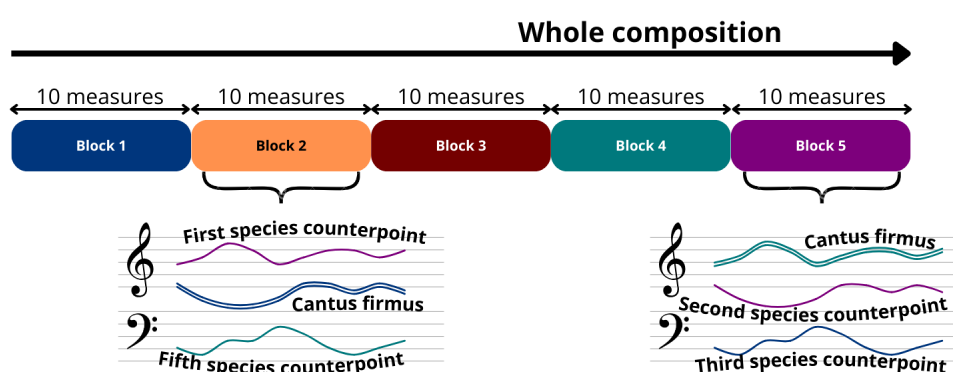 Whole composition
10 measures 10 measures 10 measures 10 measures 10 measures
Block 1 Block 2 Block 3 Block 4 Block 5
First species counterpoint
Cantus firmus
Fifth species counterpoint
Cantus firmus
Second species counterpoint
Third species counterpoint